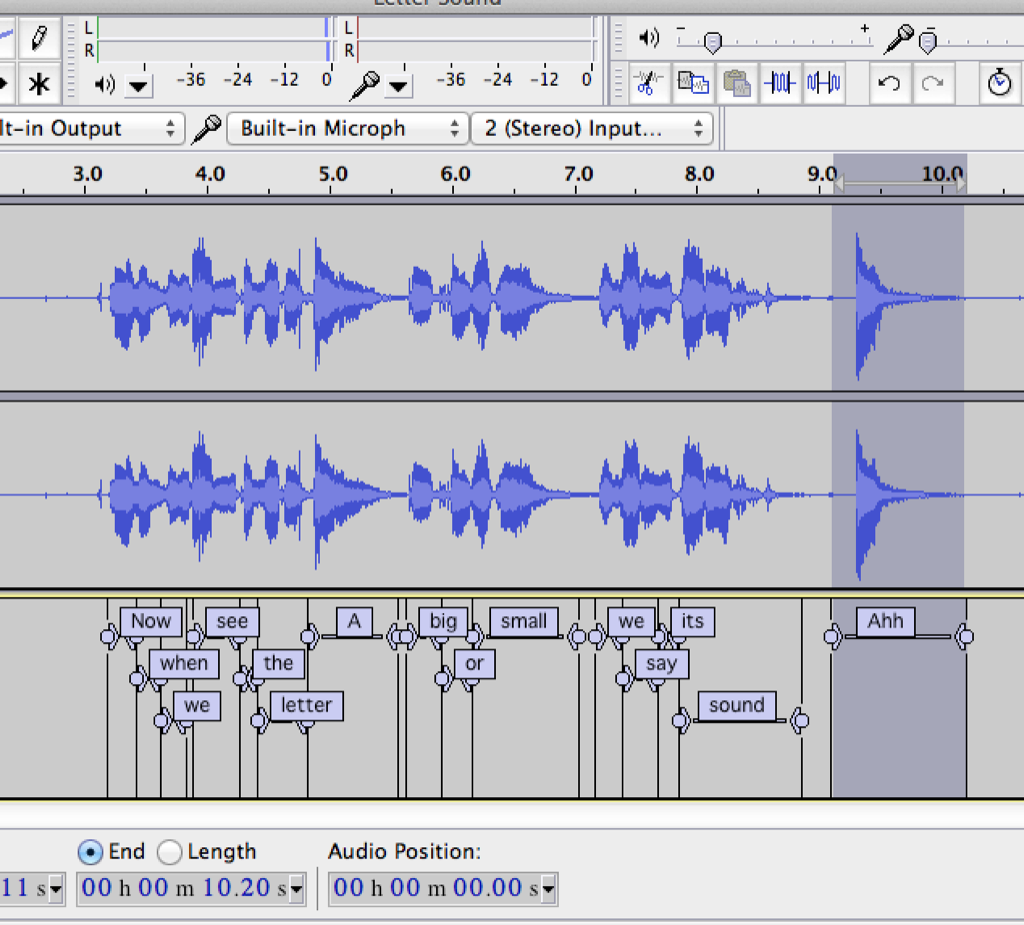 Letter Sound
L L
R R
-36 -24 -12 0 -36 -24 -12 0
- +
lt-in Output Built-in Microph 2 (Stereo) Input...
3.0 4.0 5.0 6.0 7.0 8.0 9.0 10.0
Now see A big small we its Ahh
when the or say
we letter sound
End Length Audio Position:
11 s 00 h 00 m 10.20 s 00 h 00 m 00.00 s